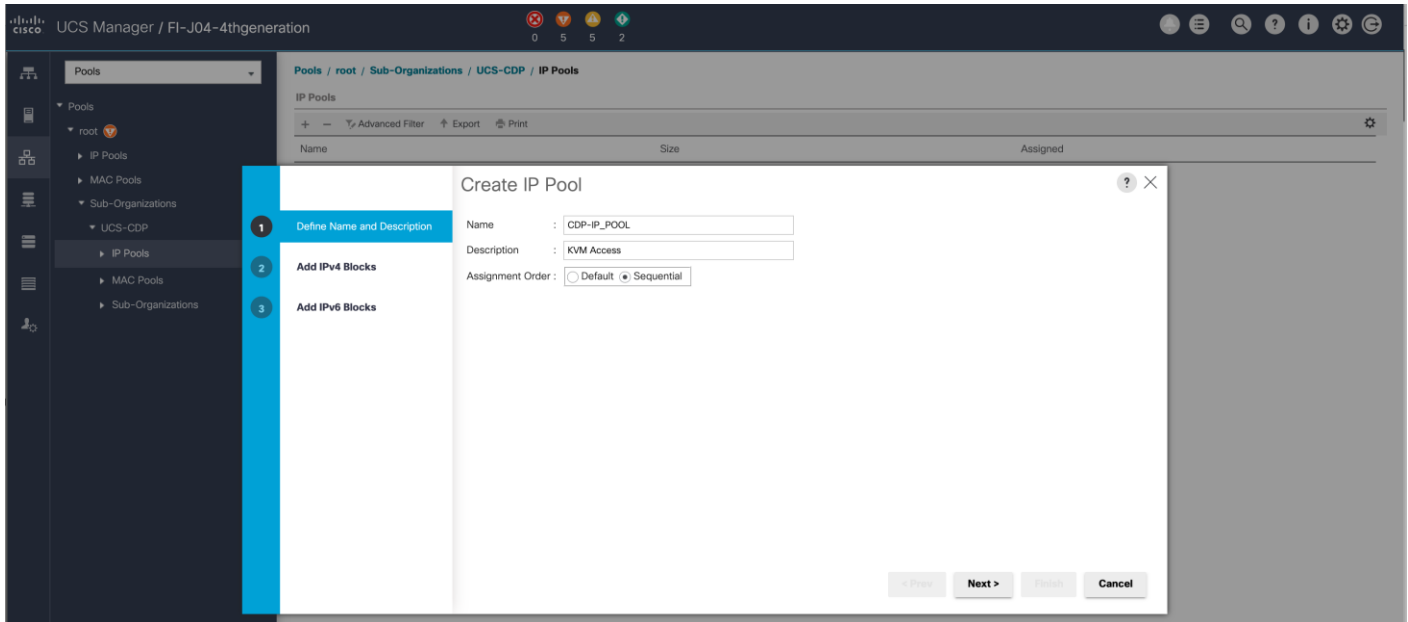 cisco UCS Manager / FI-J04-4thgeneration
0 5 5 2
Pools
Pools / root / Sub-Organizations / UCS-CDP / IP Pools
IP Pools
+ − Advanced Filter Export Print
Name Size Assigned
Pools
root
IP Pools
MAC Pools
Sub-Organizations
UCS-CDP
IP Pools
MAC Pools
Sub-Organizations
1 Define Name and Description
2 Add IPv4 Blocks
3 Add IPv6 Blocks
Create IP Pool
? ×
Name : CDP-IP_POOL
Description : KVM Access
Assignment Order : Default Sequential
< Prev Next > Finish Cancel